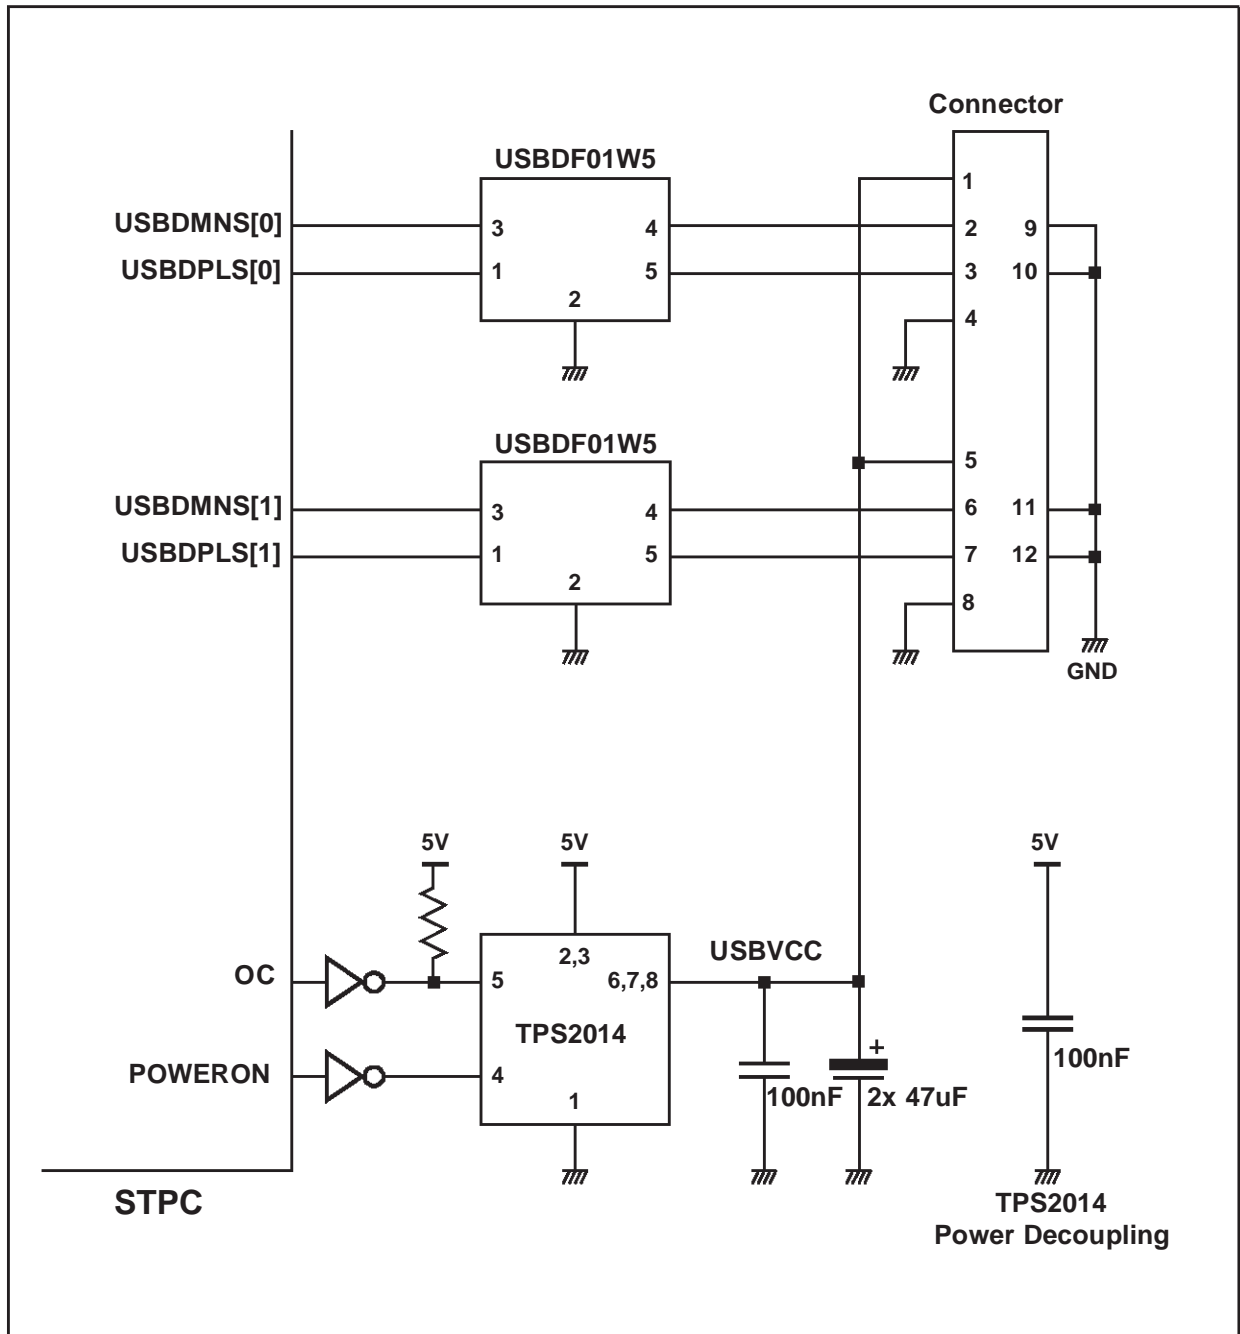 Connector
USBDF01W5
1
USBDMNS[0]
3
4
2
9
USBDPLS[0]
1
5
3
10
2
4
USBDF01W5
5
USBDMNS[1]
3
4
6
11
USBDPLS[1]
1
5
7
12
2
8
GND
5V
5V
5V
2,3
USBVCC
OC
5
6,7,8
TPS2014
100nF
POWERON
4
100nF
+
2x 47uF
1
STPC
TPS2014
Power Decoupling